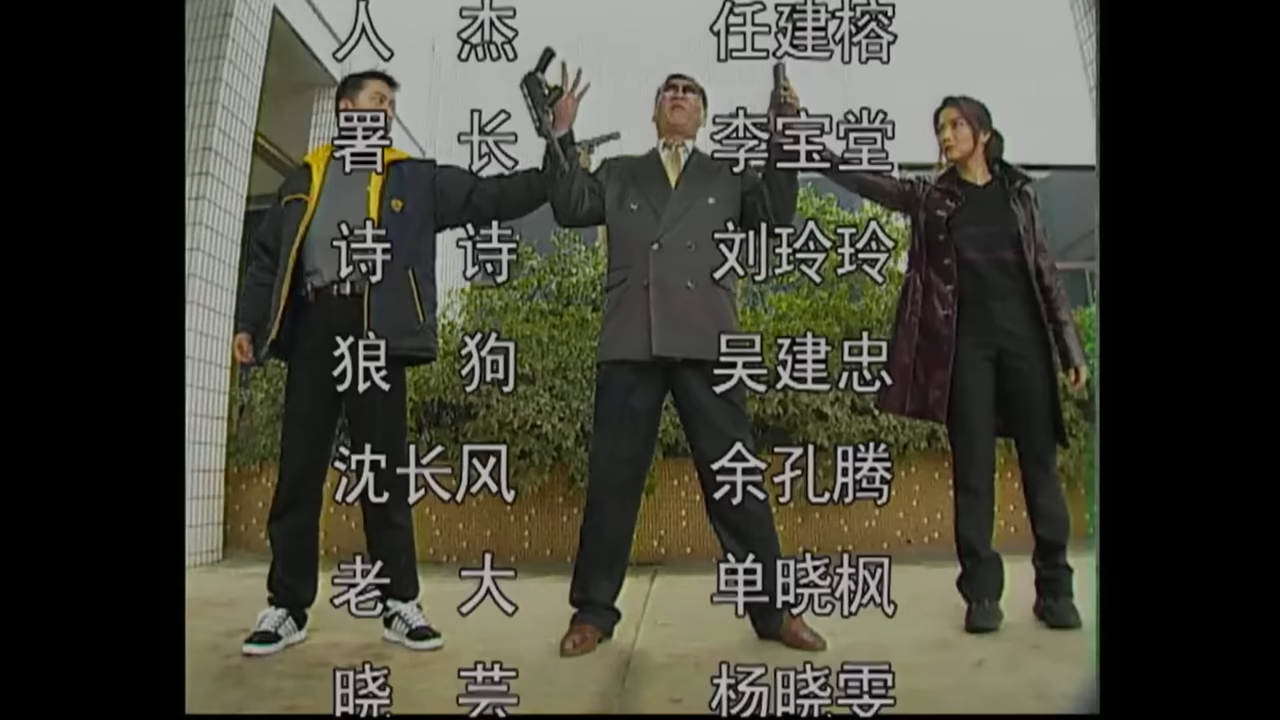 人 杰 任建榕
署 长 李宝堂
诗 诗 刘玲玲
狼 狗 吴建忠
沈长风 余孔腾
老 大 单晓枫
晓 芸 杨晓雯